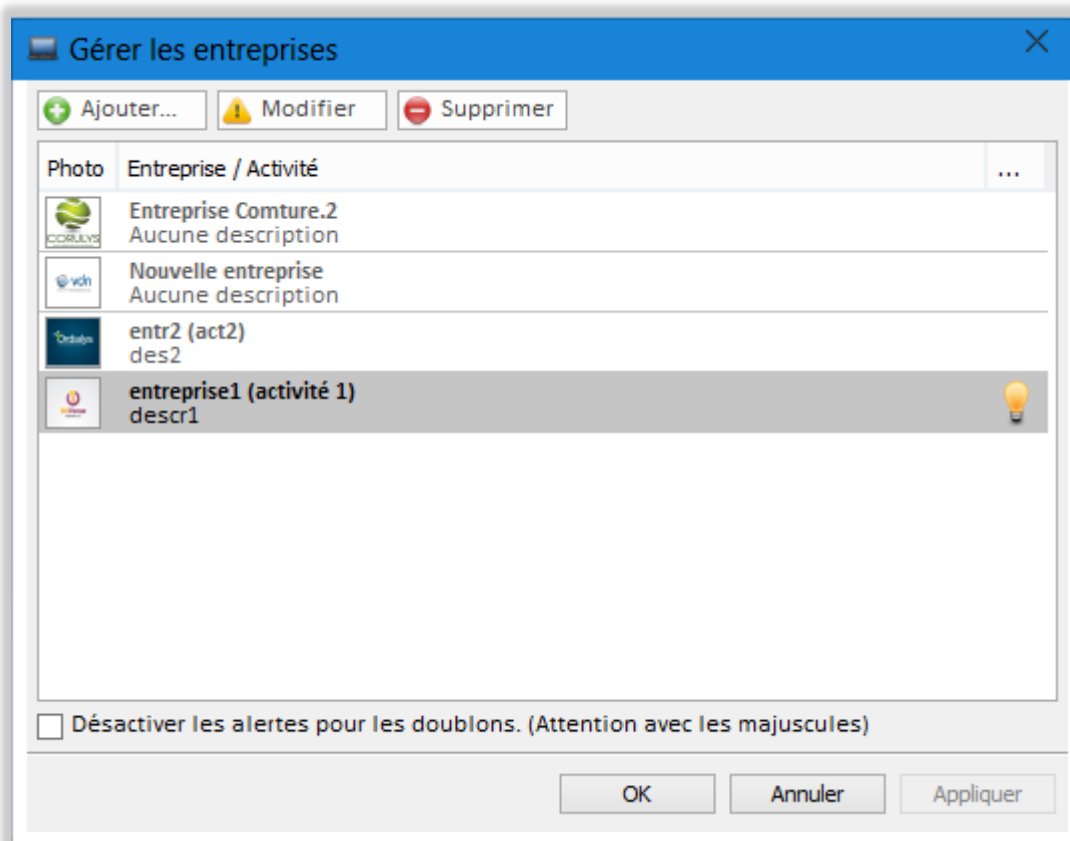 Gérer les entreprises
Ajouter... Modifier Supprimer
Photo Entreprise / Activité ...
CORULYS
Entreprise Comture.2
Aucune description
vdn
Nouvelle entreprise
Aucune description
entr2 (act2)
des2
entreprise1 (activité 1)
descr1
Désactiver les alertes pour les doublons. (Attention avec les majuscules)
OK Annuler Appliquer